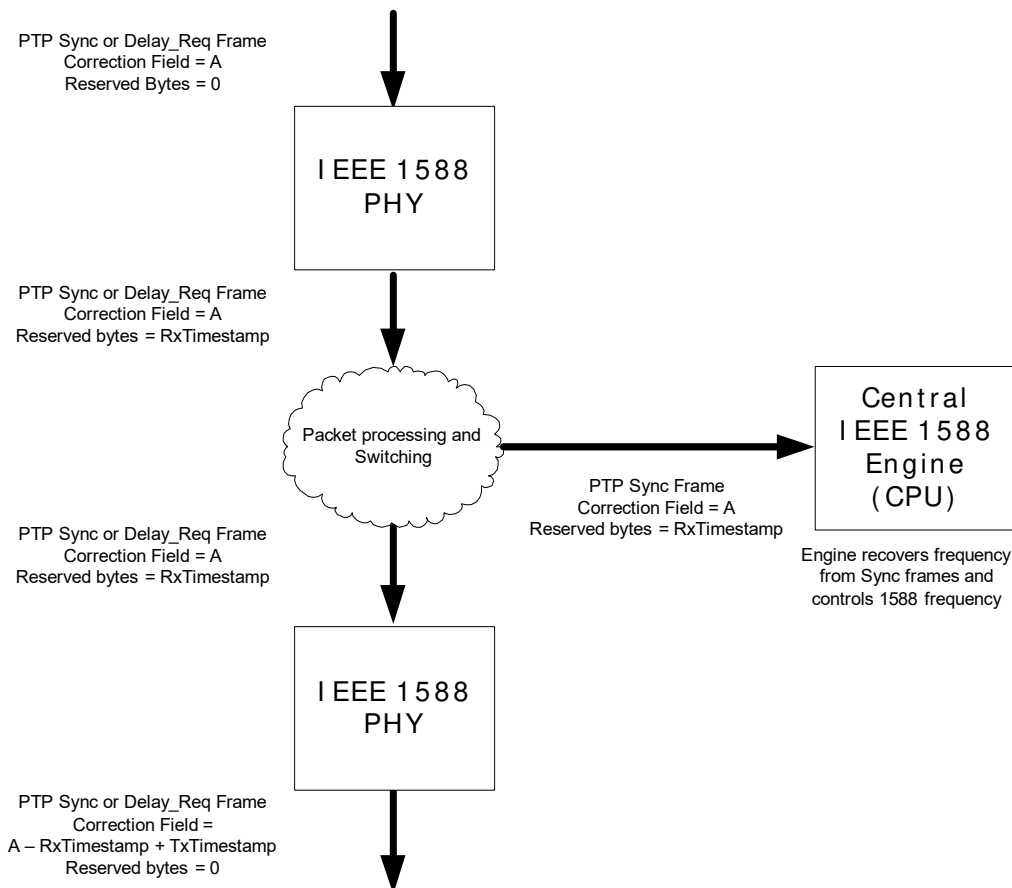 PTP Sync or Delay_Req Frame
Correction Field = A
Reserved Bytes = 0
IEEE 1588
PHY
PTP Sync or Delay_Req Frame
Correction Field = A
Reserved bytes = RxTimestamp
Packet processing and
Switching
Central
IEEE 1588
Engine
(CPU)
PTP Sync Frame
Correction Field = A
Reserved bytes = RxTimestamp
Engine recovers frequency
from Sync frames and
controls 1588 frequency
PTP Sync or Delay_Req Frame
Correction Field = A
Reserved bytes = RxTimestamp
IEEE 1588
PHY
PTP Sync or Delay_Req Frame
Correction Field =
A – RxTimestamp + TxTimestamp
Reserved bytes = 0